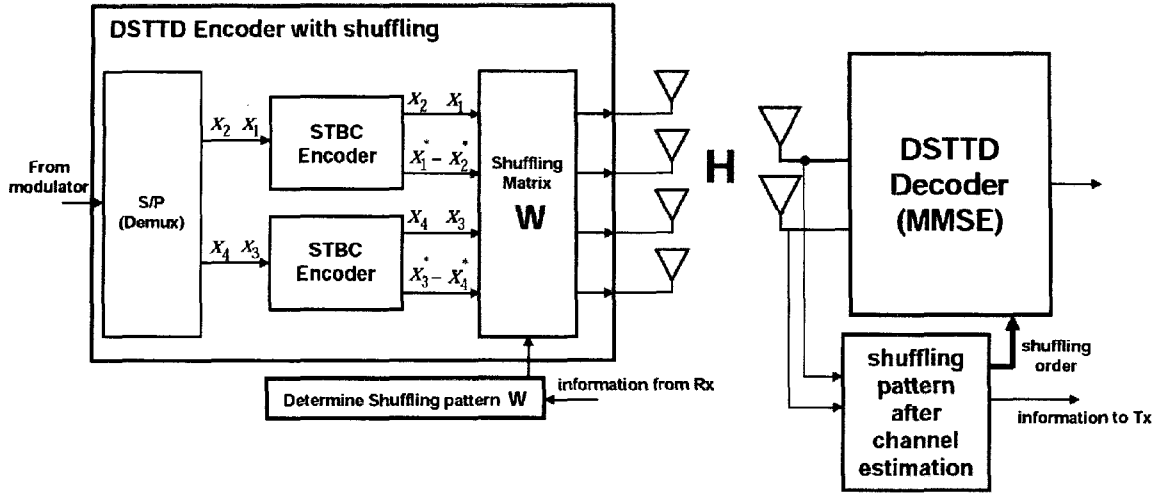 DSTTD Encoder with shuffling
From
modulator
S/P
(Demux)
X₂ X₁
X₄ X₃
STBC
Encoder
STBC
Encoder
X₂ X₁
X₁* − X₂*
X₄ X₃
X₃* − X₄*
Shuffling
Matrix
W
Determine Shuffling pattern W
information from Rx
H
DSTTD
Decoder
(MMSE)
shuffling
order
shuffling
pattern
after
channel
estimation
information to Tx